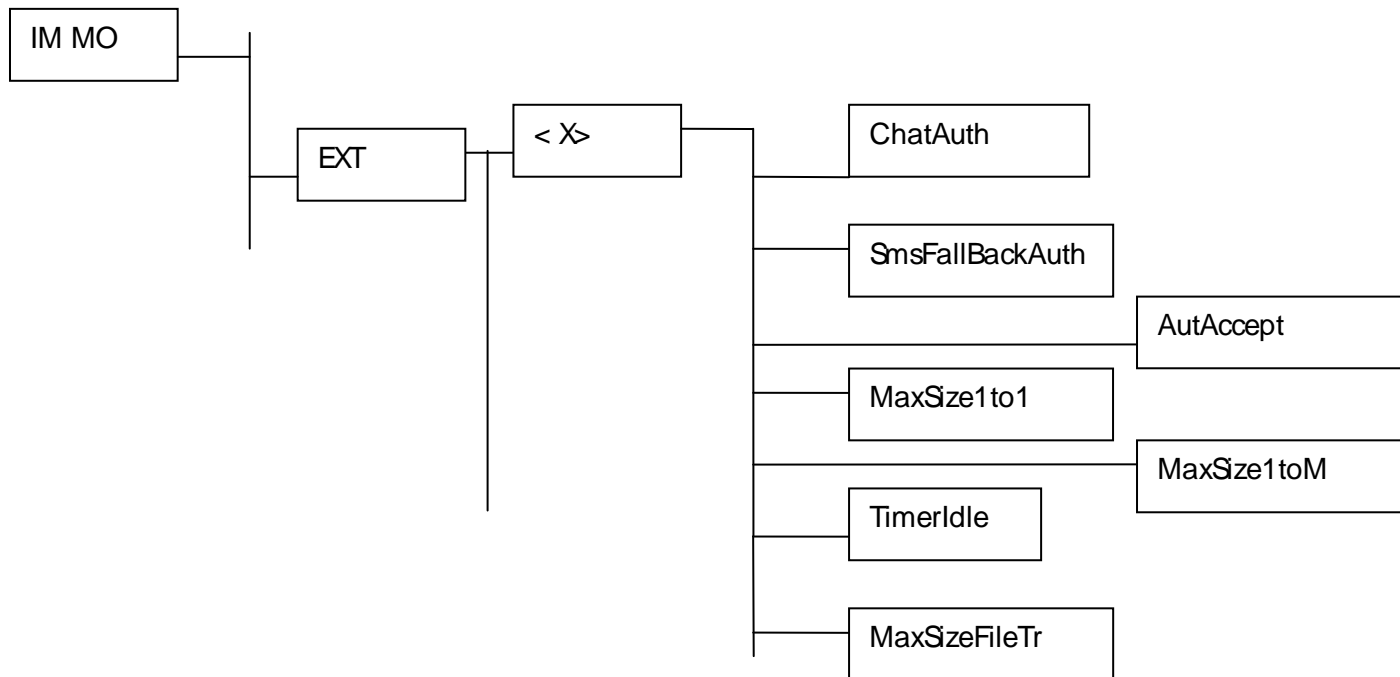 IM MO
EXT
< X>
ChatAuth
SmsFallBackAuth
AutAccept
MaxSize1to1
MaxSize1toM
TimerIdle
MaxSizeFileTr